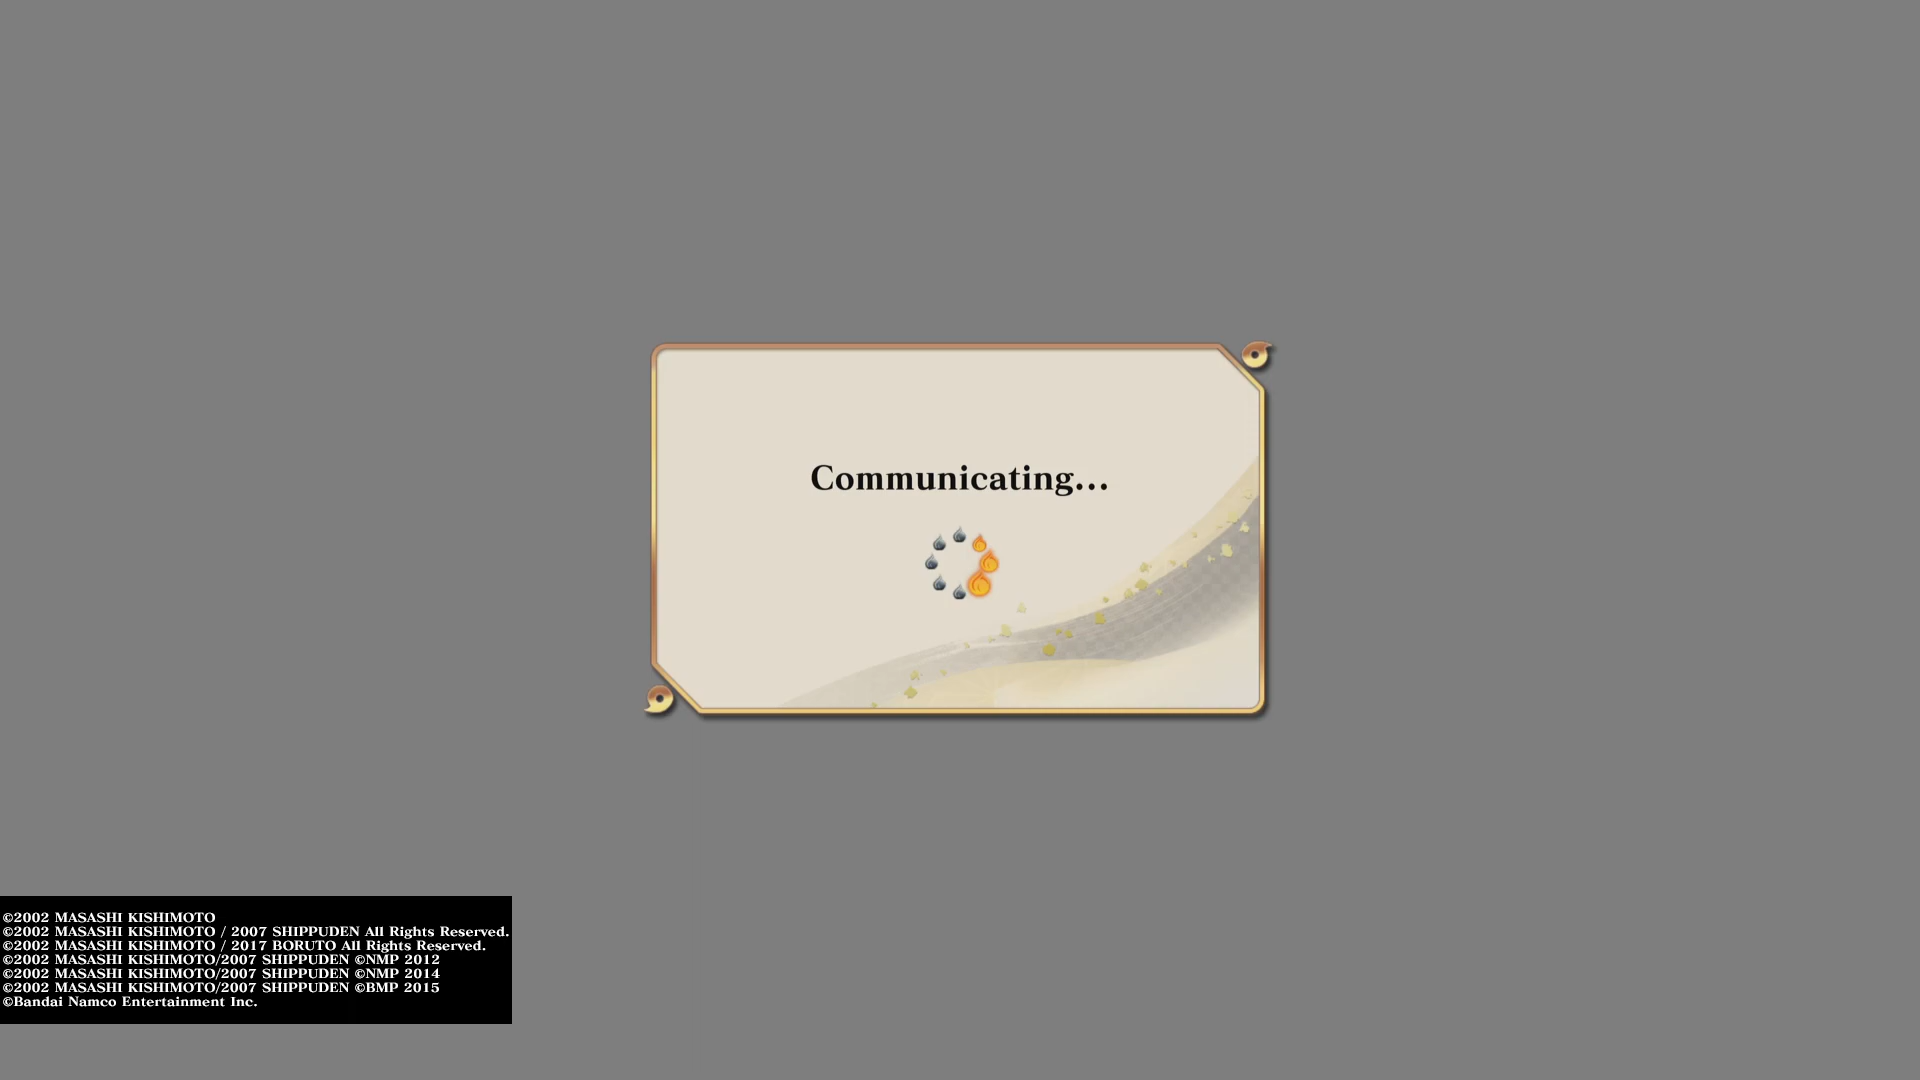 Communicating...
©2002 MASASHI KISHIMOTO
©2002 MASASHI KISHIMOTO / 2007 SHIPPUDEN All Rights Reserved.
©2002 MASASHI KISHIMOTO / 2017 BORUTO All Rights Reserved.
©2002 MASASHI KISHIMOTO/2007 SHIPPUDEN ©NMP 2012
©2002 MASASHI KISHIMOTO/2007 SHIPPUDEN ©NMP 2014
©2002 MASASHI KISHIMOTO/2007 SHIPPUDEN ©BMP 2015
©Bandai Namco Entertainment Inc.